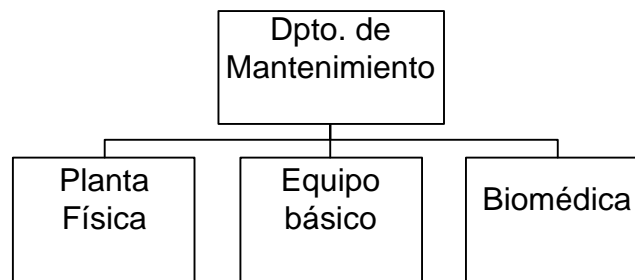 Dpto. de
Mantenimiento
Planta
Física
Equipo
básico
Biomédica